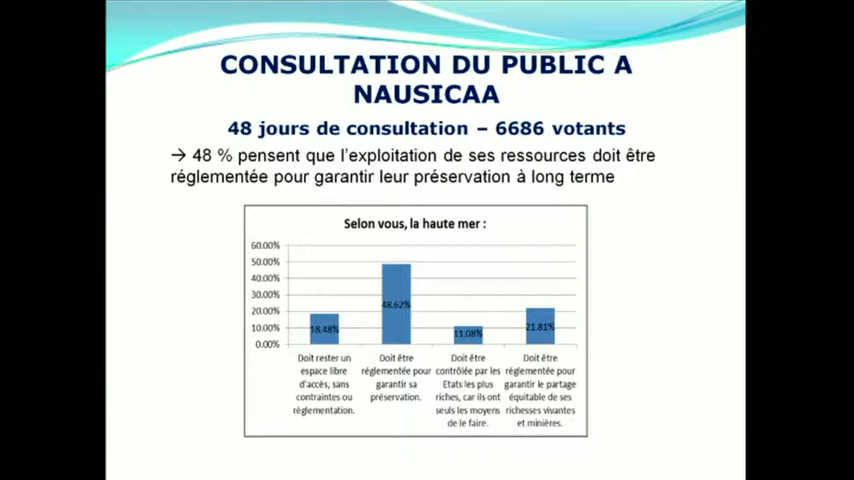 CONSULTATION DU PUBLIC A
NAUSICAA
48 jours de consultation – 6686 votants
→ 48 % pensent que l'exploitation de ses ressources doit être
réglementée pour garantir leur préservation à long terme
Selon vous, la haute mer :
60.00%
50.00%
40.00%
30.00%
20.00%
10.00%
0.00%
18.48%
48.62%
11.08%
21.81%
Doit rester un
espace libre
d'accès, sans
contraintes ou
règlementation.
Doit être
réglementée pour
garantir sa
préservation.
Doit être
contrôlée par les
Etats les plus
riches, car ils ont
seuls les moyens
de le faire.
Doit être
réglementée pour
garantir le partage
équitable de ses
richesses vivantes
et minières.